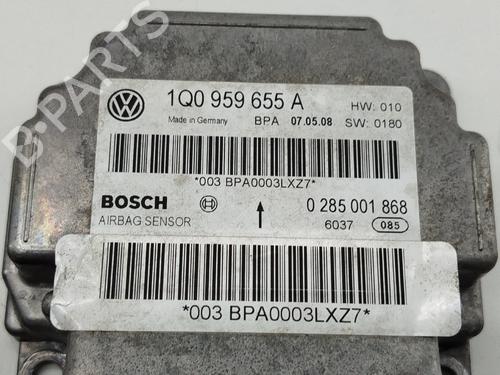 1Q0 959 655 A HW: 010
Made in Germany BPA 07.05.08 SW: 0180
*003 BPA0003LXZ7*
BOSCH 0 285 001 868
AIRBAG SENSOR 6037 085
*003 BPA0003LXZ7*
B-PARTS